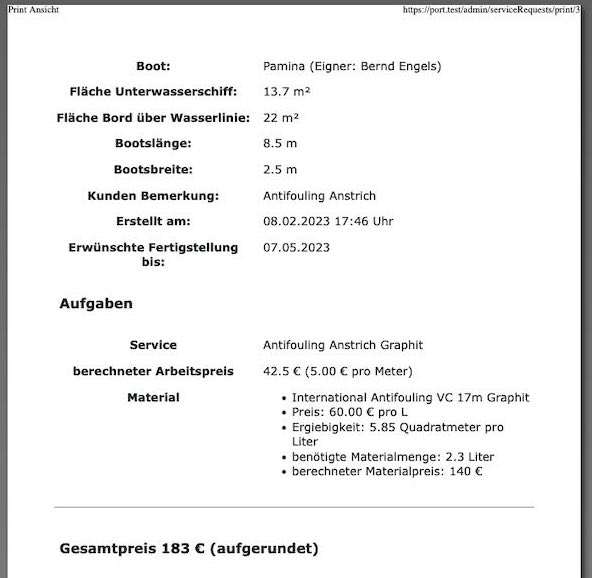 Print Ansicht https://port.test/admin/serviceRequests/print/3
Boot: Pamina (Eigner: Bernd Engels)
Fläche Unterwasserschiff: 13.7 m²
Fläche Bord über Wasserlinie: 22 m²
Bootslänge: 8.5 m
Bootsbreite: 2.5 m
Kunden Bemerkung: Antifouling Anstrich
Erstellt am: 08.02.2023 17:46 Uhr
Erwünschte Fertigstellung 07.05.2023
bis:
Aufgaben
Service Antifouling Anstrich Graphit
berechneter Arbeitspreis 42.5 € (5.00 € pro Meter)
Material • International Antifouling VC 17m Graphit
• Preis: 60.00 € pro L
• Ergiebigkeit: 5.85 Quadratmeter pro
Liter
• benötigte Materialmenge: 2.3 Liter
• berechneter Materialpreis: 140 €
Gesamtpreis 183 € (aufgerundet)